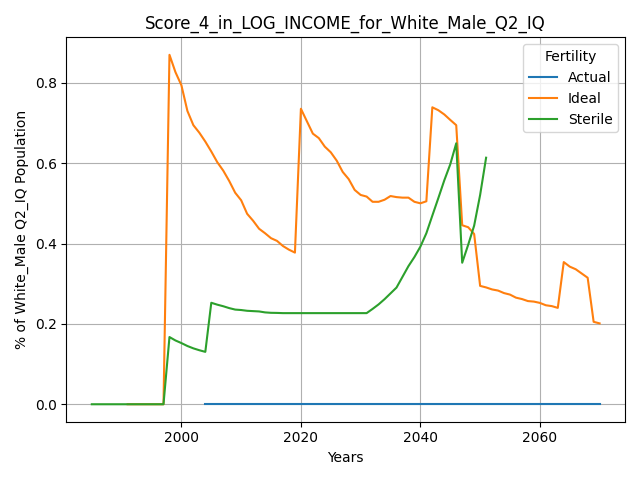 Score_4_in_LOG_INCOME_for_White_Male_Q2_IQ
% of White_Male Q2_IQ Population
0.8
0.6
0.4
0.2
0.0
Fertility
Actual
Ideal
Sterile
2000
2020
2040
2060
Years